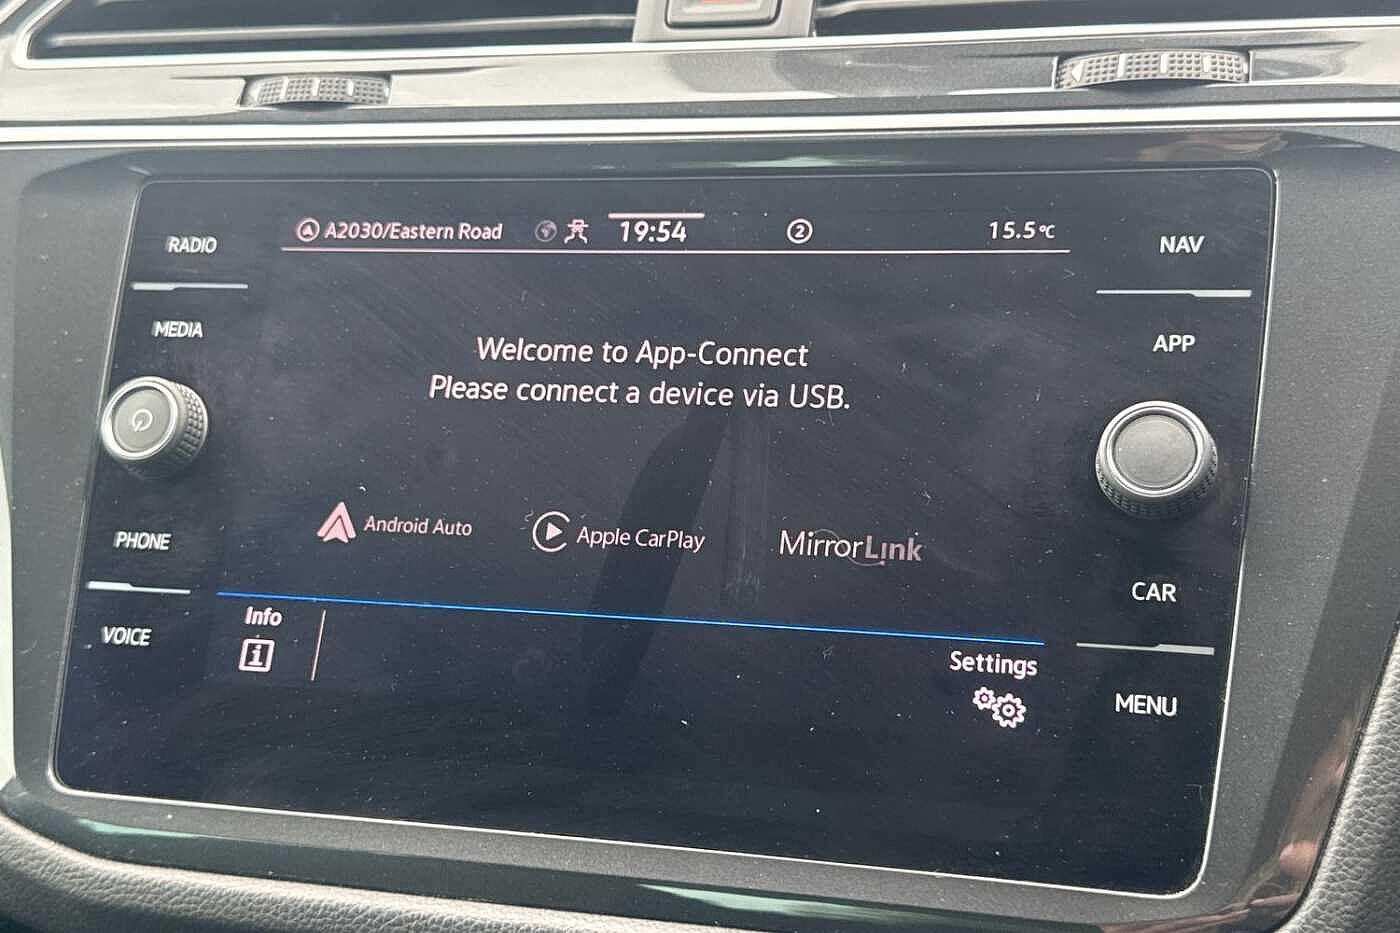 A2030/Eastern Road 19:54 2 15.5°C
RADIO
MEDIA
PHONE
VOICE
Welcome to App-Connect
Please connect a device via USB.
Android Auto Apple CarPlay MirrorLink
Info
Settings
NAV
APP
CAR
MENU